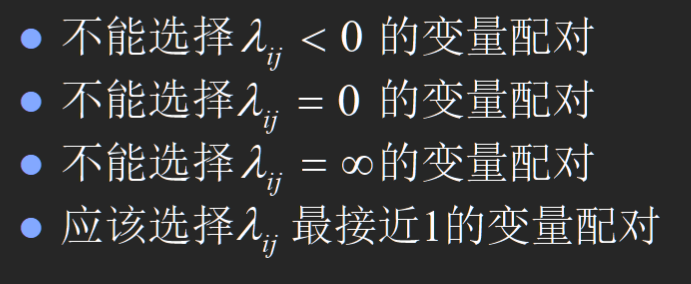 ● 不能选择λij < 0 的变量配对
● 不能选择λij = 0 的变量配对
● 不能选择λij = ∞的变量配对
● 应该选择λij 最接近1的变量配对